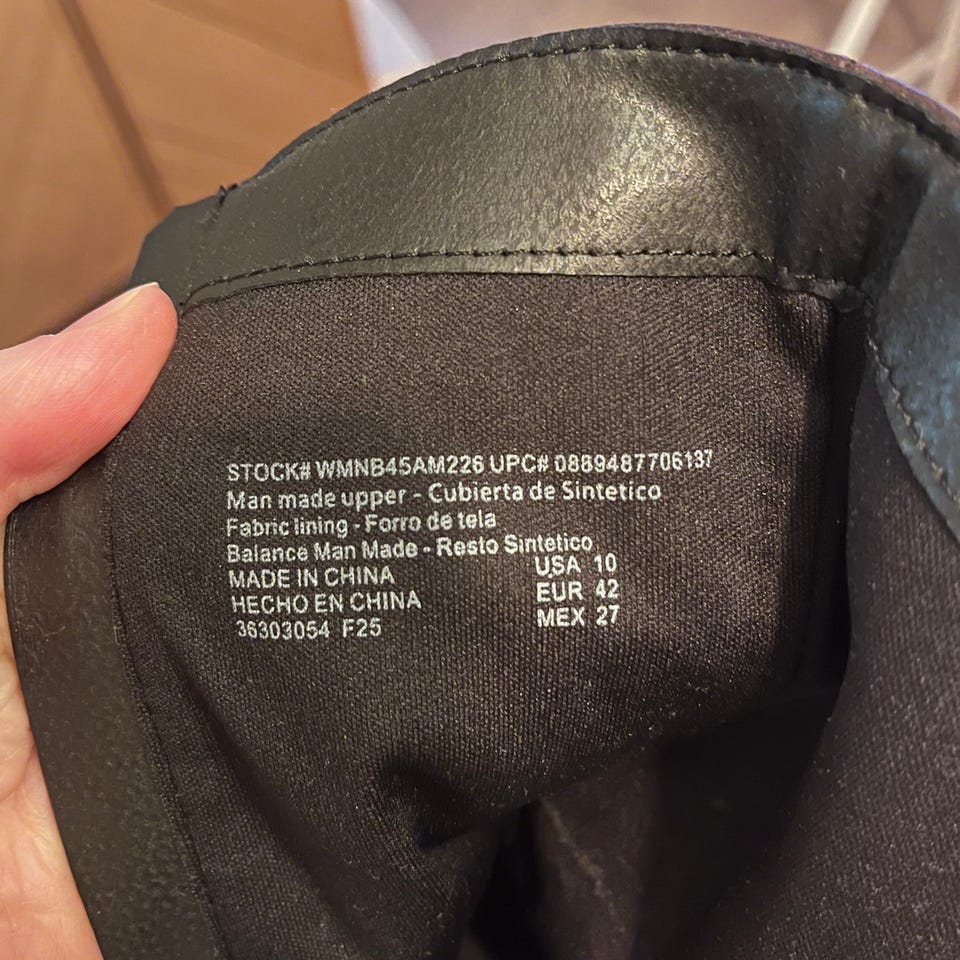 STOCK# WMNB45AM226 UPC# 0889487706137
Man made upper - Cubierta de Sintetico
Fabric lining - Forro de tela
Balance Man Made - Resto Sintetico
MADE IN CHINA USA 10
HECHO EN CHINA EUR 42
36303054 F25 MEX 27